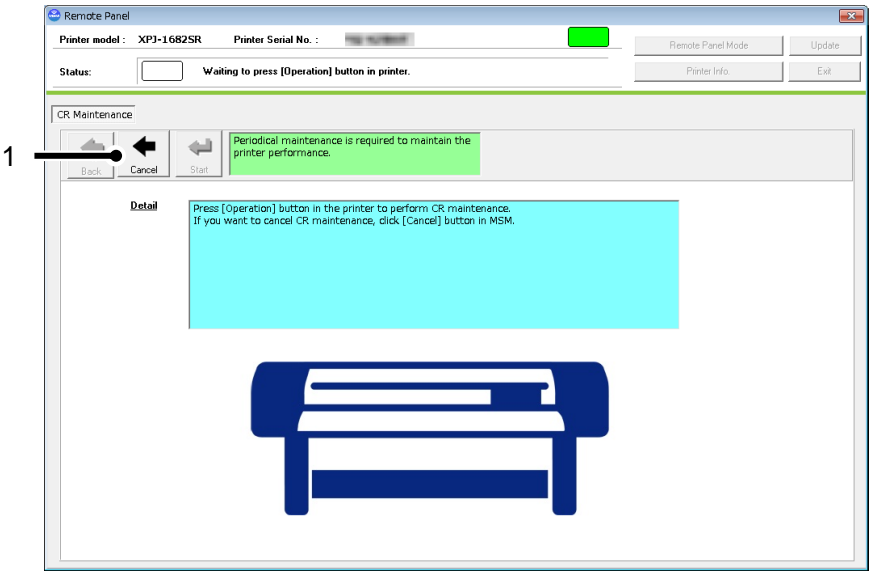 Remote Panel
Printer model : XPJ-1682SR Printer Serial No. :
Remote Panel Mode Update
Status: Waiting to press [Operation] button in printer.
Printer Info. Exit
CR Maintenance
1
Back Cancel Start
Periodical maintenance is required to maintain the
printer performance.
Detail
Press [Operation] button in the printer to perform CR maintenance.
If you want to cancel CR maintenance, click [Cancel] button in MSM.